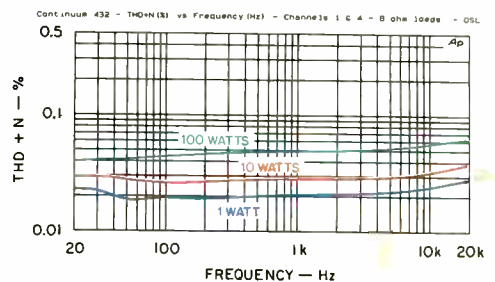 Continuum 432 - THD+N(%) vs Frequency(Hz) - Channels 1 & 4 - 8 ohm loads - DSL
Ap
0.5
0.1
0.01
THD + N — %
100 WATTS
10 WATTS
1 WATT
20 100 1k 10k 20k
FREQUENCY — Hz